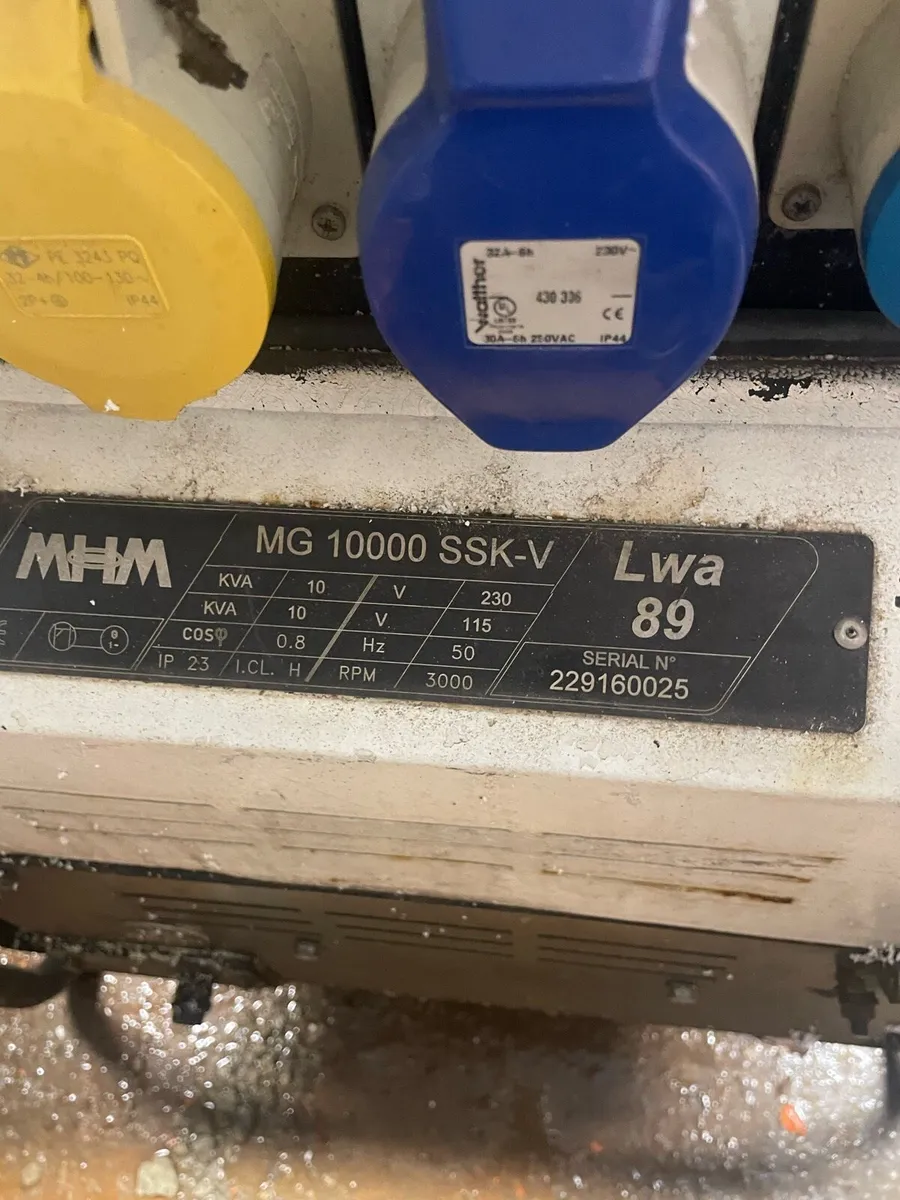 PE 3243 PQ
32-4h/100-130~
2P+
IP44
32A-6h 230V~
walther
430 336
CE
30A-6h 250VAC IP44
MHM
MG 10000 SSK-V
KVA 10 V 230
KVA 10 V 115
cosφ 0.8 Hz 50
IP 23 I.CL. H RPM 3000
Lwa
89
SERIAL N°
229160025